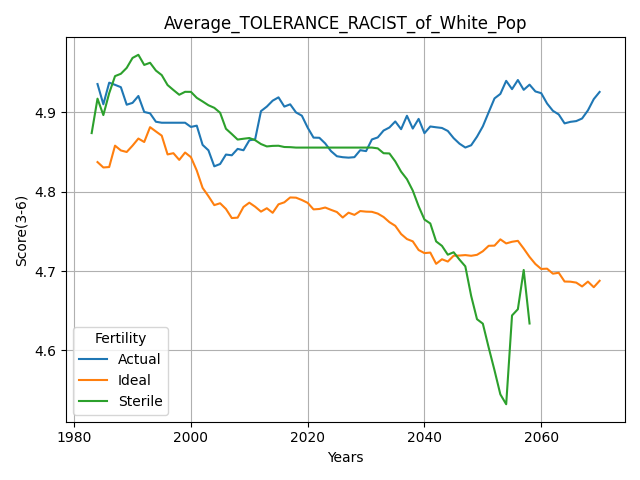 Average_TOLERANCE_RACIST_of_White_Pop
Score(3-6)
4.9
4.8
4.7
4.6
Fertility
Actual
Ideal
Sterile
1980
2000
2020
2040
2060
Years